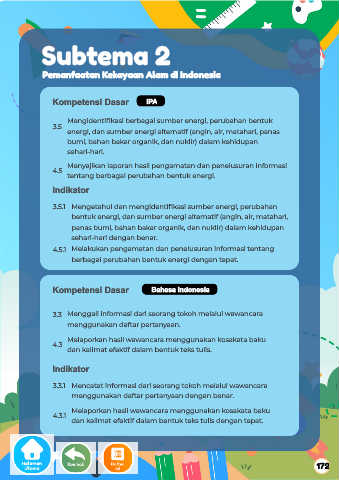 Subtema 2
Pemanfaatan Kekayaan Alam di Indonesia
Kompetensi Dasar IPA
3.5 Mengidentifikasi berbagai sumber energi, perubahan bentuk
energi, dan sumber energi alternatif (angin, air, matahari, panas
bumi, bahan bakar organik, dan nuklir) dalam kehidupan
sehari-hari.
4.5 Menyajikan laporan hasil pengamatan dan penelusuran informasi
tentang berbagai perubahan bentuk energi.
Indikator
3.5.1 Mengetahui dan mengidentifikasi sumber energi, perubahan
bentuk energi, dan sumber energi alternatif (angin, air, matahari,
panas bumi, bahan bakar organik, dan nuklir) dalam kehidupan
sehari-hari dengan benar.
4.5.1 Melakukan pengamatan dan penelusuran informasi tentang
berbagai perubahan bentuk energi dengan tepat.
Kompetensi Dasar Bahasa Indonesia
3.3 Menggali informasi dari seorang tokoh melalui wawancara
menggunakan daftar pertanyaan.
4.3 Melaporkan hasil wawancara menggunakan kosakata baku
dan kalimat efektif dalam bentuk teks tulis.
Indikator
3.3.1 Mencatat informasi dari seorang tokoh melalui wawancara
menggunakan daftar pertanyaan dengan benar.
4.3.1 Melaporkan hasil wawancara menggunakan kosakata baku
dan kalimat efektif dalam bentuk teks tulis dengan tepat.
Halaman
Utama
Kembali
Daftar
Isi
172